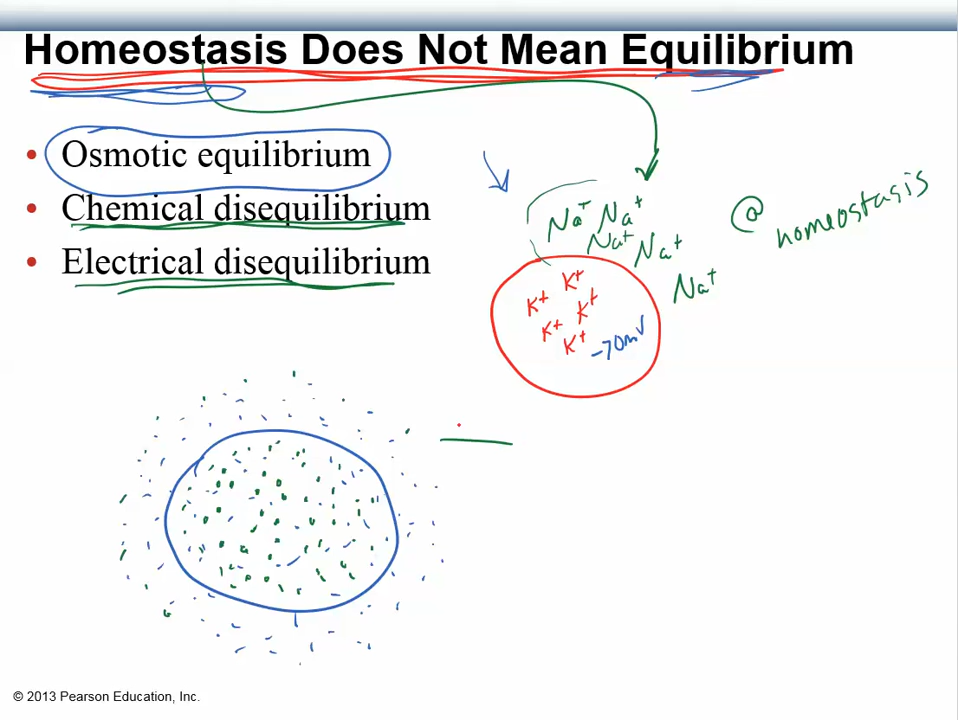 Homeostasis Does Not Mean Equilibrium
• Osmotic equilibrium
• Chemical disequilibrium
• Electrical disequilibrium
Na+ Na+
Na+ Na+
Na+
@ homeostasis
K+
K+ K+
K+
K+ -70mV
© 2013 Pearson Education, Inc.